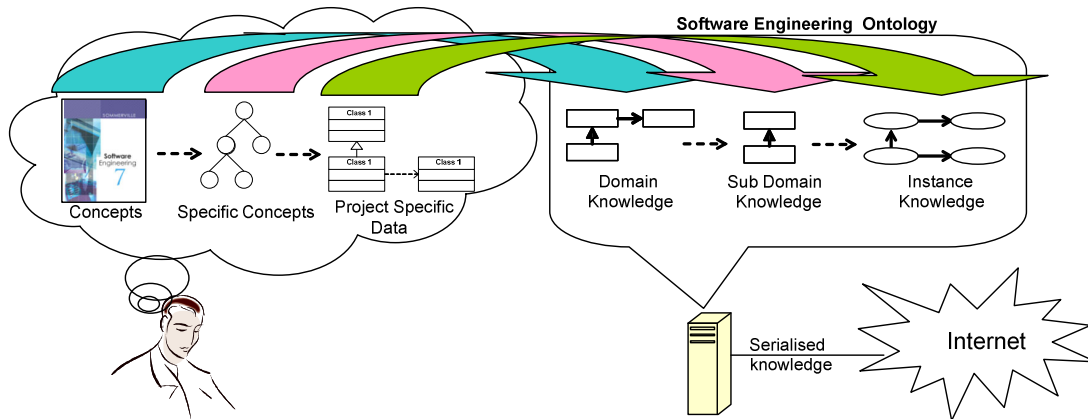 Software Engineering Ontology
SOMMERVILLE
Software
Engineering
7
Concepts
Specific Concepts
Class 1
Class 1
Class 1
Project Specific
Data
Domain
Knowledge
Sub Domain
Knowledge
Instance
Knowledge
Serialised
knowledge
Internet